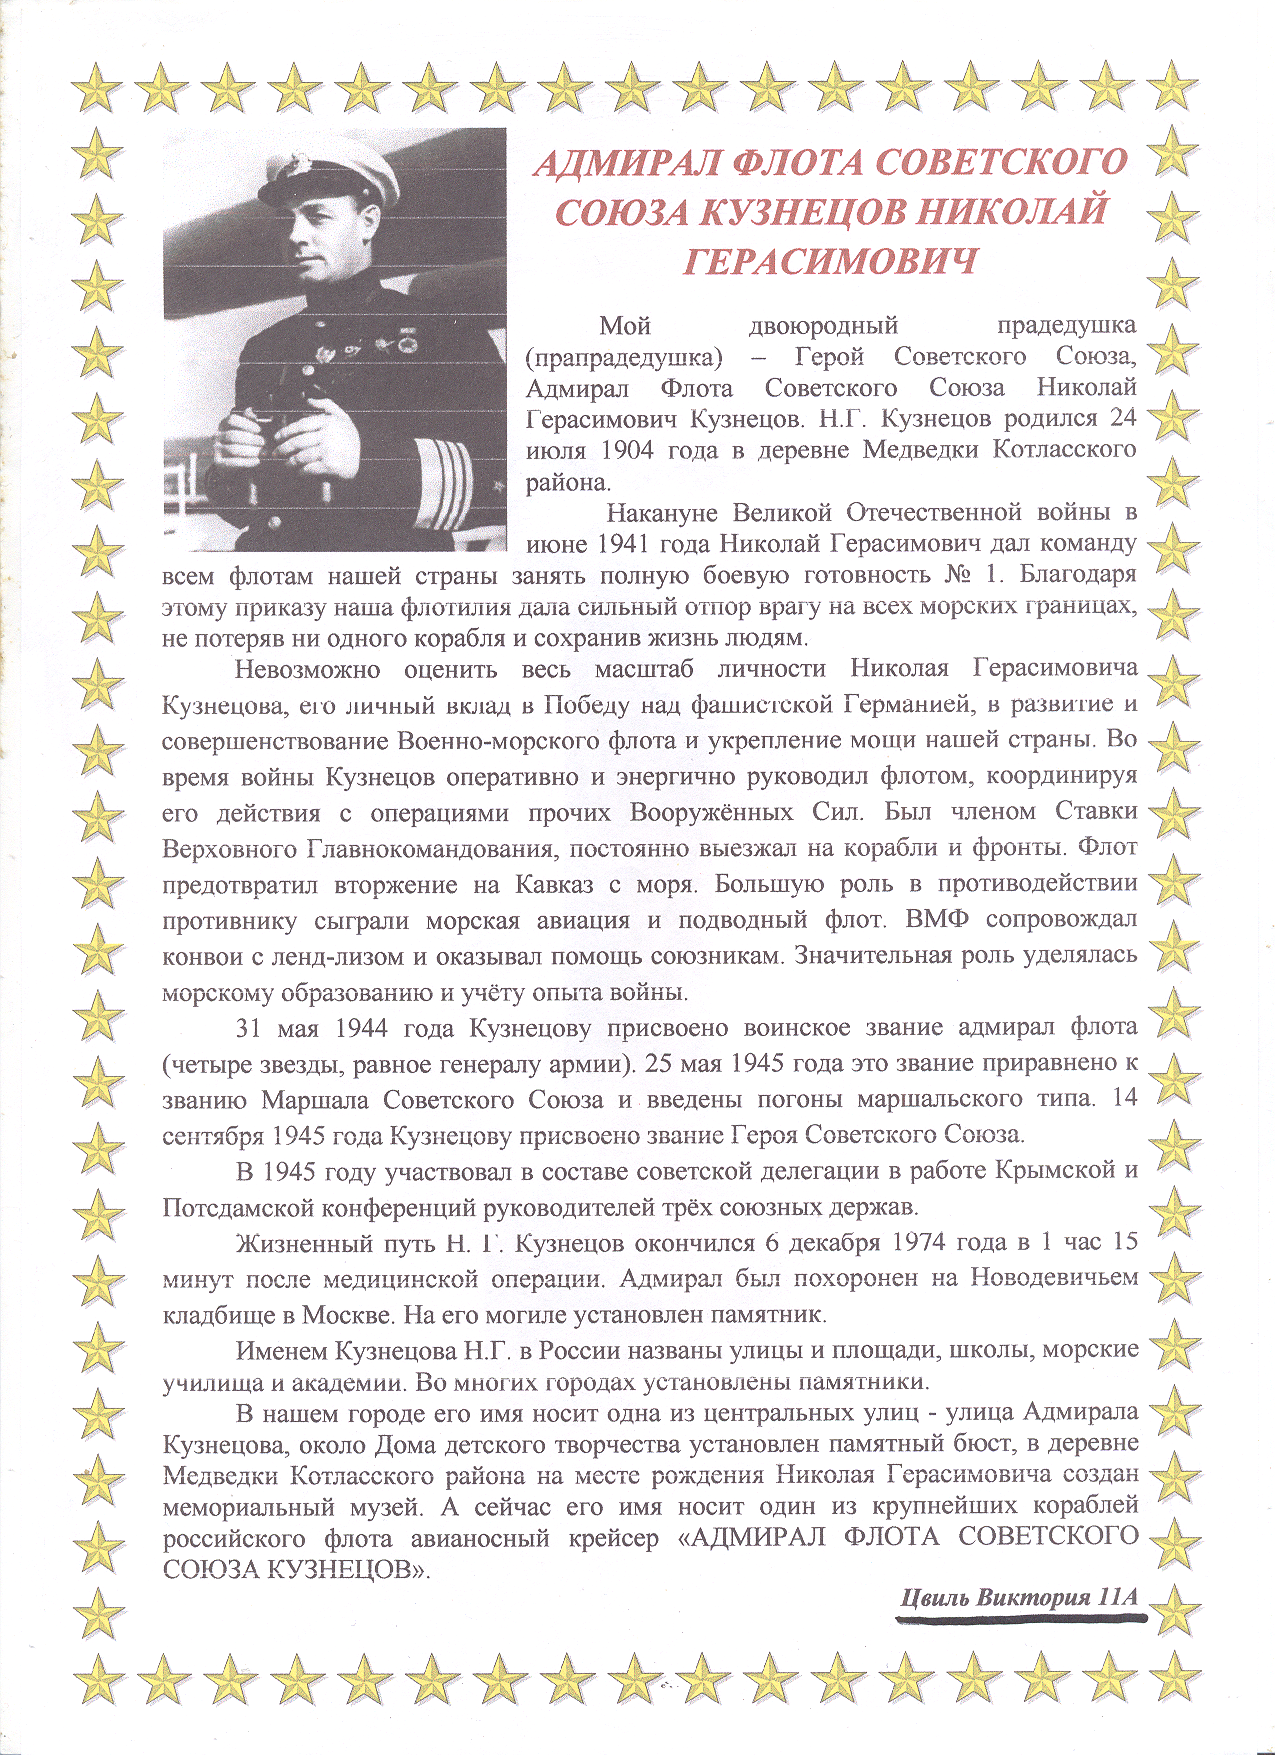 АДМИРАЛ ФЛОТА СОВЕТСКОГО
СОЮЗА КУЗНЕЦОВ НИКОЛАЙ
ГЕРАСИМОВИЧ
Мой двоюродный прадедушка
(прапрадедушка) – Герой Советского Союза,
Адмирал Флота Советского Союза Николай
Герасимович Кузнецов. Н.Г. Кузнецов родился 24
июля 1904 года в деревне Медведки Котласского
района.
Накануне Великой Отечественной войны в
июне 1941 года Николай Герасимович дал команду
всем флотам нашей страны занять полную боевую готовность № 1. Благодаря
этому приказу наша флотилия дала сильный отпор врагу на всех морских границах,
не потеряв ни одного корабля и сохранив жизнь людям.
Невозможно оценить весь масштаб личности Николая Герасимовича
Кузнецова, его личный вклад в Победу над фашистской Германией, в развитие и
совершенствование Военно-морского флота и укрепление мощи нашей страны. Во
время войны Кузнецов оперативно и энергично руководил флотом, координируя
его действия с операциями прочих Вооружённых Сил. Был членом Ставки
Верховного Главнокомандования, постоянно выезжал на корабли и фронты. Флот
предотвратил вторжение на Кавказ с моря. Большую роль в противодействии
противнику сыграли морская авиация и подводный флот. ВМФ сопровождал
конвои с ленд-лизом и оказывал помощь союзникам. Значительная роль уделялась
морскому образованию и учёту опыта войны.
31 мая 1944 года Кузнецову присвоено воинское звание адмирал флота
(четыре звезды, равное генералу армии). 25 мая 1945 года это звание приравнено к
званию Маршала Советского Союза и введены погоны маршальского типа. 14
сентября 1945 года Кузнецову присвоено звание Героя Советского Союза.
В 1945 году участвовал в составе советской делегации в работе Крымской и
Потсдамской конференций руководителей трёх союзных держав.
Жизненный путь Н. Г. Кузнецов окончился 6 декабря 1974 года в 1 час 15
минут после медицинской операции. Адмирал был похоронен на Новодевичьем
кладбище в Москве. На его могиле установлен памятник.
Именем Кузнецова Н.Г. в России названы улицы и площади, школы, морские
училища и академии. Во многих городах установлены памятники.
В нашем городе его имя носит одна из центральных улиц - улица Адмирала
Кузнецова, около Дома детского творчества установлен памятный бюст, в деревне
Медведки Котласского района на месте рождения Николая Герасимовича создан
мемориальный музей. А сейчас его имя носит один из крупнейших кораблей
российского флота авианосный крейсер «АДМИРАЛ ФЛОТА СОВЕТСКОГО
СОЮЗА КУЗНЕЦОВ».
Цвиль Виктория 11А